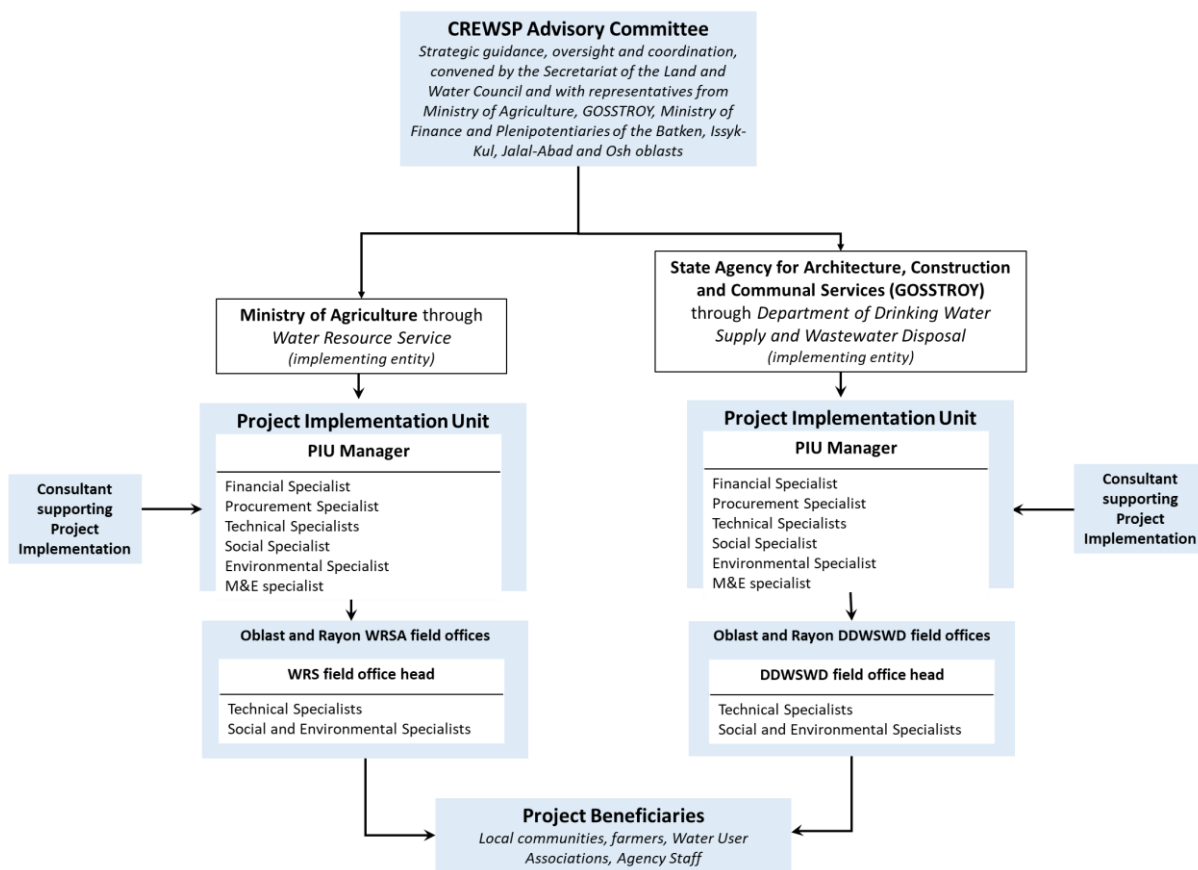 CREWSP Advisory Committee
Strategic guidance, oversight and coordination,
convened by the Secretariat of the Land and
Water Council and with representatives from
Ministry of Agriculture, GOSSTROY, Ministry of
Finance and Plenipotentiaries of the Batken, Issyk-
Kul, Jalal-Abad and Osh oblasts
Ministry of Agriculture through
Water Resource Service
(implementing entity)
State Agency for Architecture, Construction
and Communal Services (GOSSTROY)
through Department of Drinking Water
Supply and Wastewater Disposal
(implementing entity)
Consultant
supporting
Project
Implementation
Project Implementation Unit
PIU Manager
Financial Specialist
Procurement Specialist
Technical Specialists
Social Specialist
Environmental Specialist
M&E specialist
Project Implementation Unit
PIU Manager
Financial Specialist
Procurement Specialist
Technical Specialists
Social Specialist
Environmental Specialist
M&E specialist
Consultant
supporting
Project
Implementation
Oblast and Rayon WRSA field offices
WRS field office head
Technical Specialists
Social and Environmental Specialists
Oblast and Rayon DDWSWD field offices
DDWSWD field office head
Technical Specialists
Social and Environmental Specialists
Project Beneficiaries
Local communities, farmers, Water User
Associations, Agency Staff